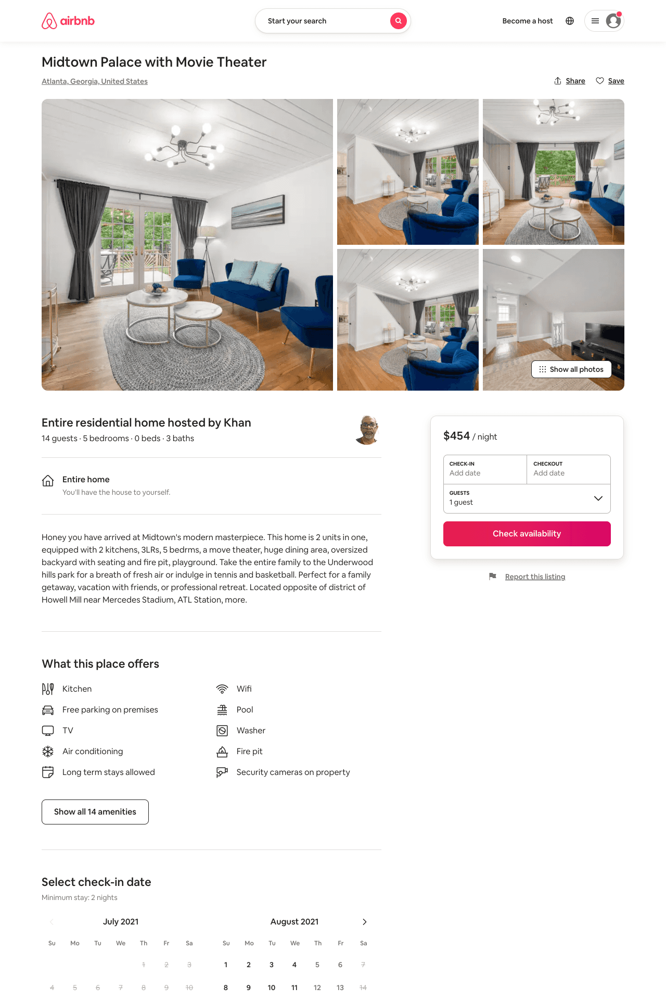 airbnb
Start your search
Become a host
Midtown Palace with Movie Theater
Atlanta, Georgia, United States
Share
Save
Show all photos
Entire residential home hosted by Khan
14 guests · 5 bedrooms · 0 beds · 3 baths
Entire home
You'll have the house to yourself.
Honey you have arrived at Midtown's modern masterpiece. This home is 2 units in one,
equipped with 2 kitchens, 3LRs, 5 bedrms, a move theater, huge dining area, oversized
backyard with seating and fire pit, playground. Take the entire family to the Underwood
hills park for a breath of fresh air or indulge in tennis and basketball. Perfect for a family
getaway, vacation with friends, or professional retreat. Located opposite of district of
Howell Mill near Mercedes Stadium, ATL Station, more.
$454 / night
CHECK-IN
Add date
CHECKOUT
Add date
GUESTS
1 guest
Check availability
Report this listing
What this place offers
Kitchen
Wifi
Free parking on premises
Pool
TV
Washer
Air conditioning
Fire pit
Long term stays allowed
Security cameras on property
Show all 14 amenities
Select check-in date
Minimum stay: 2 nights
July 2021
Su Mo Tu We Th Fr Sa
1 2 3
4 5 6 7 8 9 10
August 2021
Su Mo Tu We Th Fr Sa
1 2 3 4 5 6 7
8 9 10 11 12 13 14